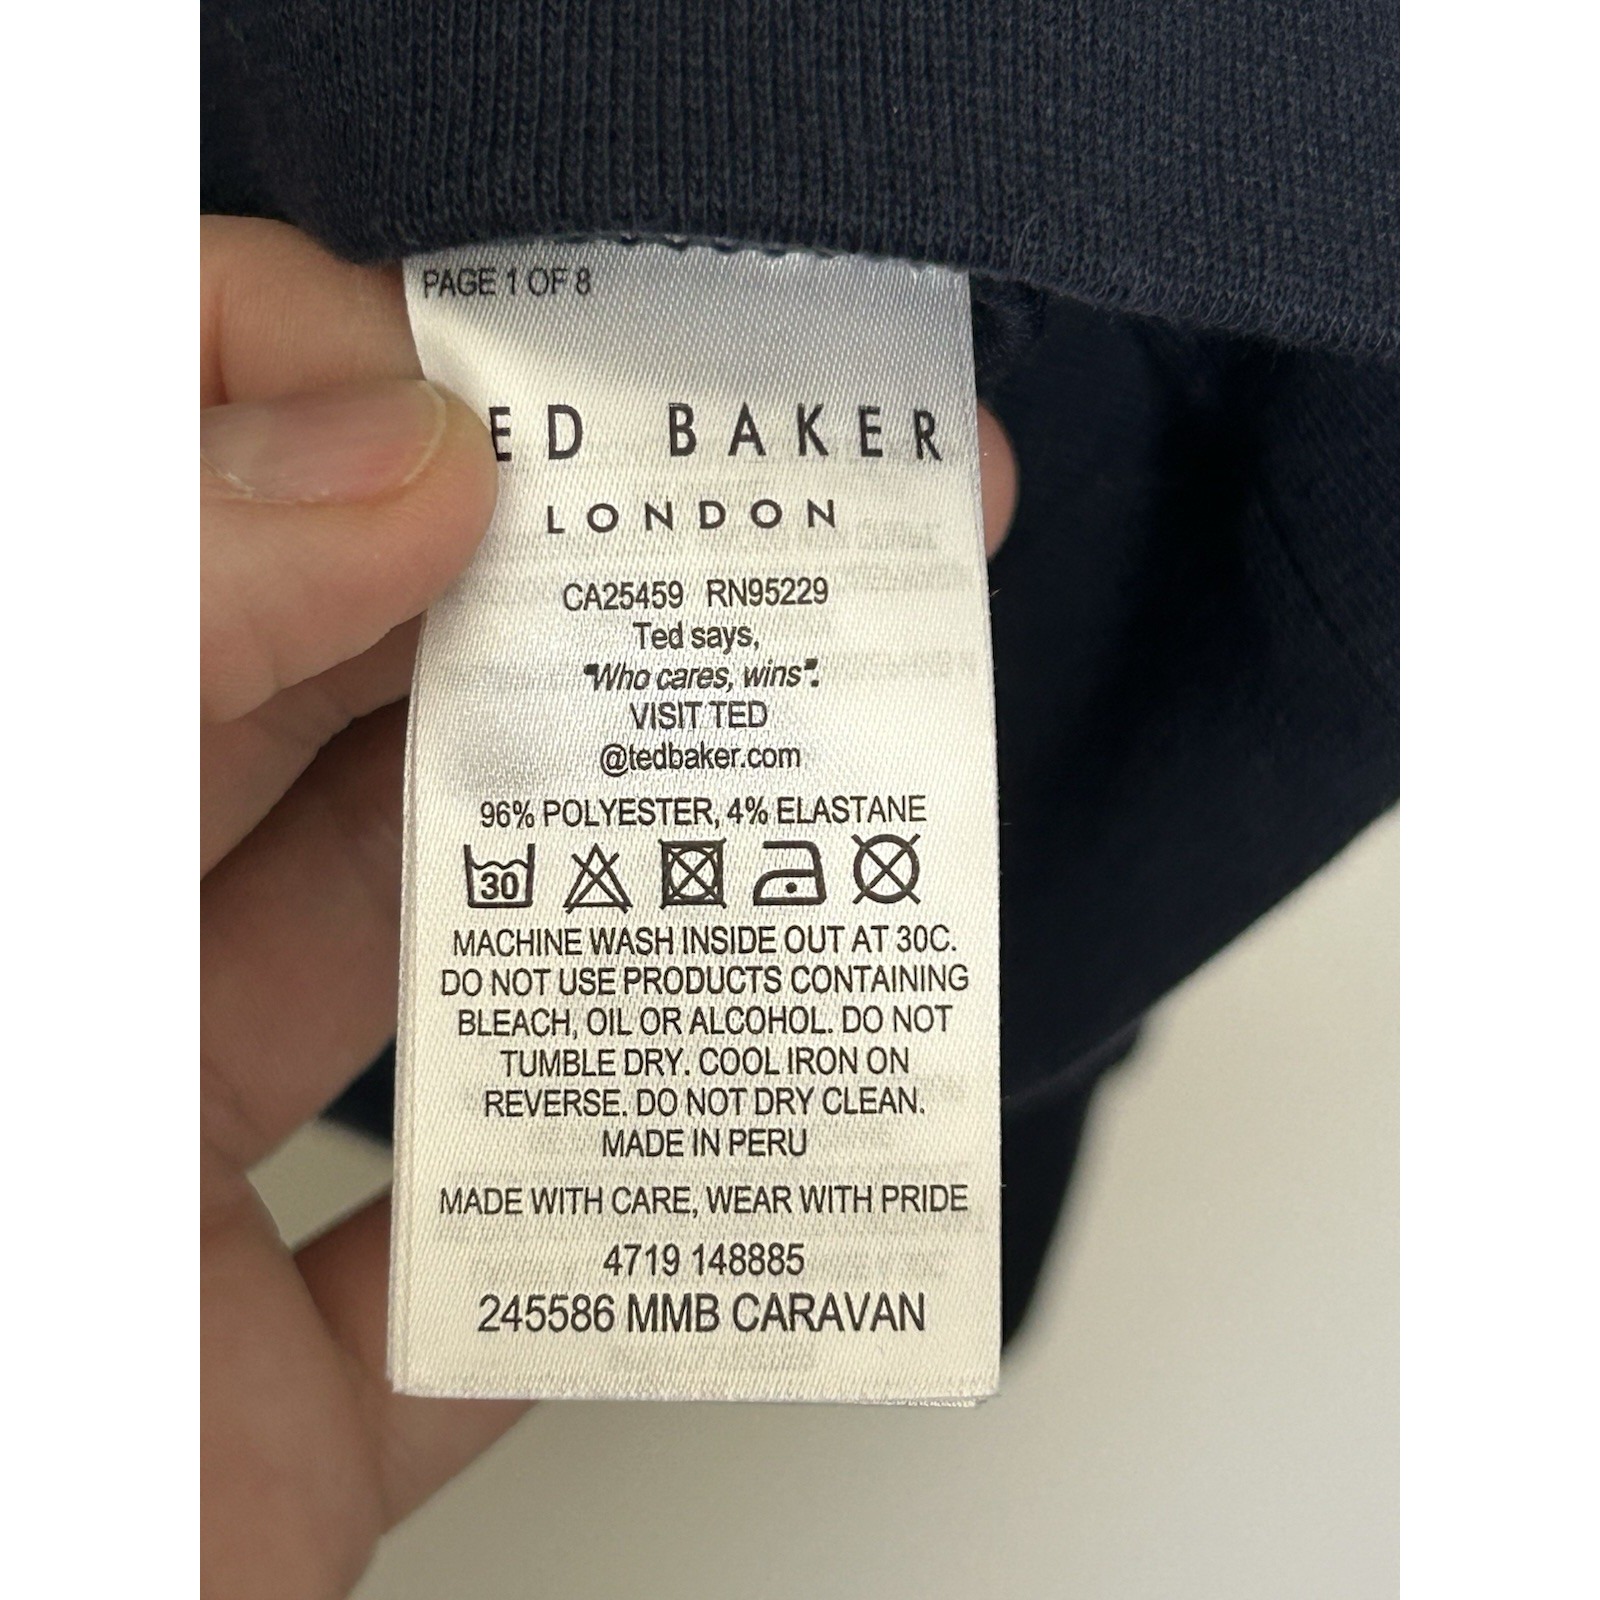 PAGE 1 OF 8
ED BAKER
LONDON
CA25459 RN95229
Ted says,
"Who cares, wins".
VISIT TED
@tedbaker.com
96% POLYESTER, 4% ELASTANE
30
MACHINE WASH INSIDE OUT AT 30C.
DO NOT USE PRODUCTS CONTAINING
BLEACH, OIL OR ALCOHOL. DO NOT
TUMBLE DRY. COOL IRON ON
REVERSE. DO NOT DRY CLEAN.
MADE IN PERU
MADE WITH CARE, WEAR WITH PRIDE
4719 148885
245586 MMB CARAVAN